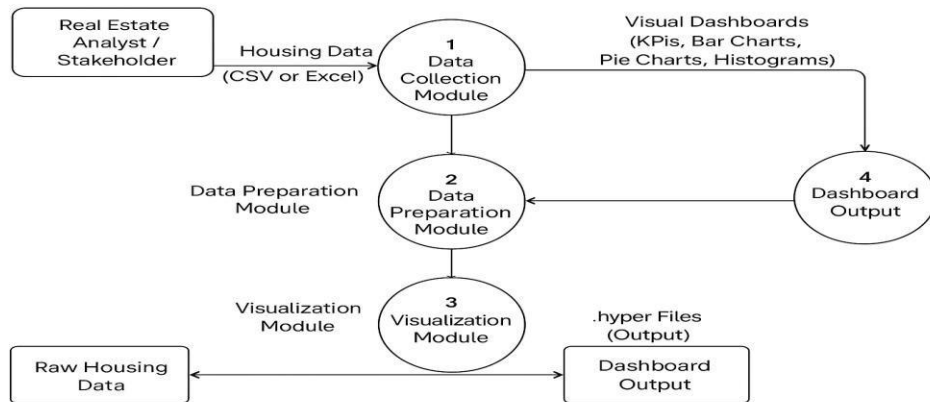 Real Estate
Analyst /
Stakeholder
Housing Data
(CSV or Excel)
1
Data
Collection
Module
Visual Dashboards
(KPis, Bar Charts,
Pie Charts, Histograms)
Data Preparation
Module
2
Data
Preparation
Module
4
Dashboard
Output
Visualization
Module
3
Visualization
Module
.hyper Files
(Output)
Raw Housing
Data
Dashboard
Output